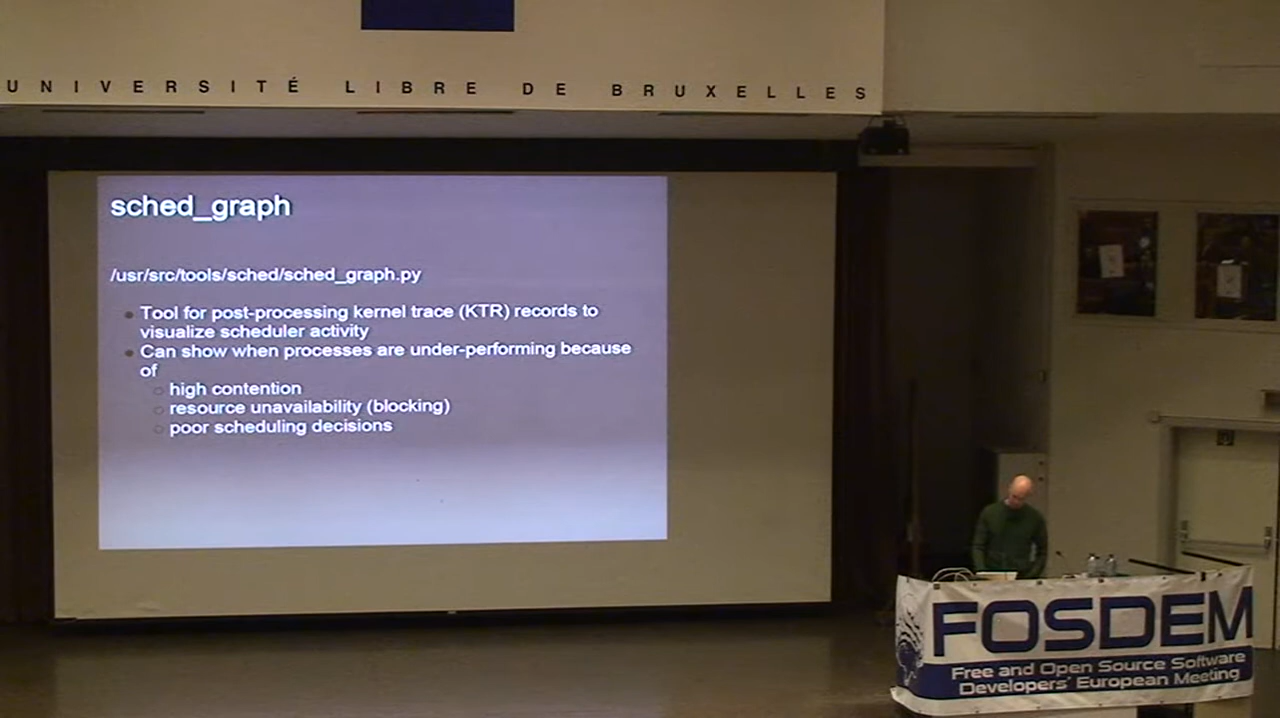 UNIVERSITÉ LIBRE DE BRUXELLES
sched_graph
/usr/src/tools/sched/sched_graph.py
Tool for post-processing kernel trace (KTR) records to
visualize scheduler activity
Can show when processes are under-performing because
of
high contention
resource unavailability (blocking)
poor scheduling decisions
FOSDEM
Free and Open Source Software
Developers' European Meeting